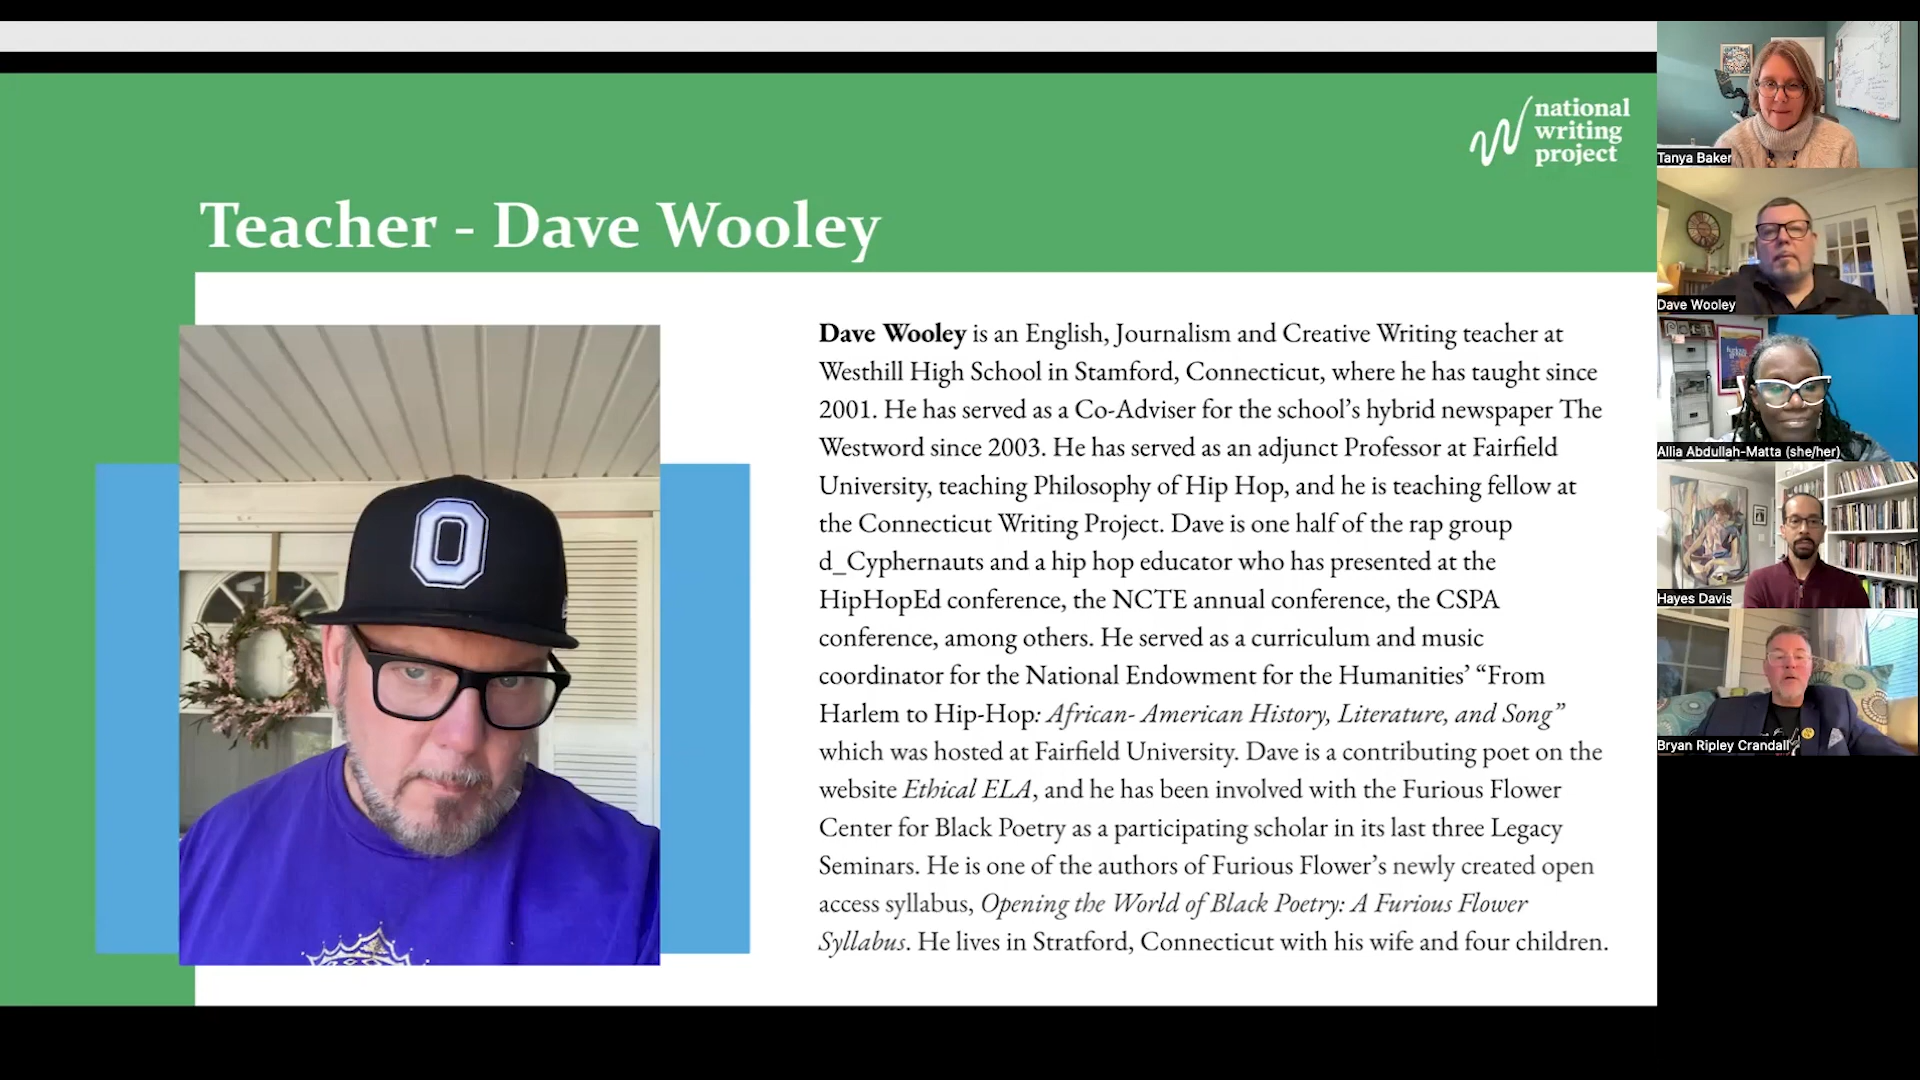 national
writing
project
Teacher - Dave Wooley
O
Dave Wooley is an English, Journalism and Creative Writing teacher at
Westhill High School in Stamford, Connecticut, where he has taught since
2001. He has served as a Co-Adviser for the school’s hybrid newspaper The
Westword since 2003. He has served as an adjunct Professor at Fairfield
University, teaching Philosophy of Hip Hop, and he is teaching fellow at
the Connecticut Writing Project. Dave is one half of the rap group
d_Cyphernauts and a hip hop educator who has presented at the
HipHopEd conference, the NCTE annual conference, the CSPA
conference, among others. He served as a curriculum and music
coordinator for the National Endowment for the Humanities’ “From
Harlem to Hip-Hop: African- American History, Literature, and Song”
which was hosted at Fairfield University. Dave is a contributing poet on the
website Ethical ELA, and he has been involved with the Furious Flower
Center for Black Poetry as a participating scholar in its last three Legacy
Seminars. He is one of the authors of Furious Flower’s newly created open
access syllabus, Opening the World of Black Poetry: A Furious Flower
Syllabus. He lives in Stratford, Connecticut with his wife and four children.
Tanya Baker
Dave Wooley
Allia Abdullah-Matta (she/her)
Hayes Davis
Bryan Ripley Crandall